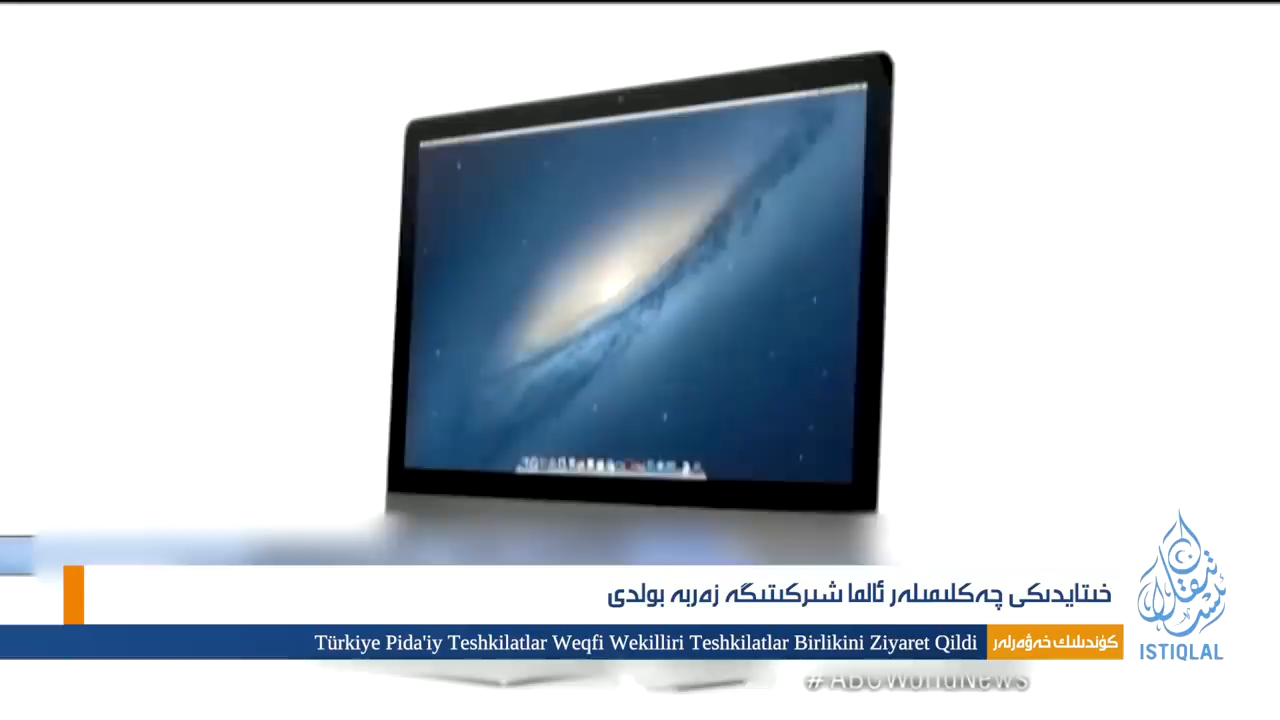 خىتايدىكى چەكلىمىلەر ئالما شىركىتىگە زەربە بولدى
Türkiye Pida'iy Teshkilatlar Weqfi Wekilliri Teshkilatlar Birlikini Ziyaret Qildi
كۈندىلىك خەۋەرلەر
ISTIQLAL
#ABCWorldNews